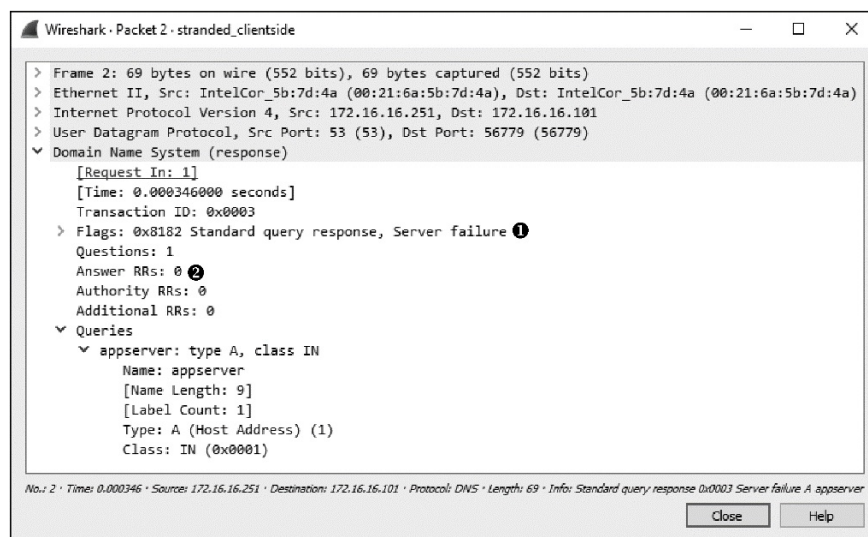 Wireshark · Packet 2 · stranded_clientside
Frame 2: 69 bytes on wire (552 bits), 69 bytes captured (552 bits)
Ethernet II, Src: IntelCor_5b:7d:4a (00:21:6a:5b:7d:4a), Dst: IntelCor_5b:7d:4a (00:21:6a:5b:7d:4a)
Internet Protocol Version 4, Src: 172.16.16.251, Dst: 172.16.16.101
User Datagram Protocol, Src Port: 53 (53), Dst Port: 56779 (56779)
Domain Name System (response)
[Request In: 1]
[Time: 0.000346000 seconds]
Transaction ID: 0x0003
Flags: 0x8182 Standard query response, Server failure ❶
Questions: 1
Answer RRs: 0 ❷
Authority RRs: 0
Additional RRs: 0
Queries
appserver: type A, class IN
Name: appserver
[Name Length: 9]
[Label Count: 1]
Type: A (Host Address) (1)
Class: IN (0x0001)
No.: 2 · Time: 0.000346 · Source: 172.16.16.251 · Destination: 172.16.16.101 · Protocol: DNS · Length: 69 · Info: Standard query response 0x0003 Server failure A appserver
Close Help